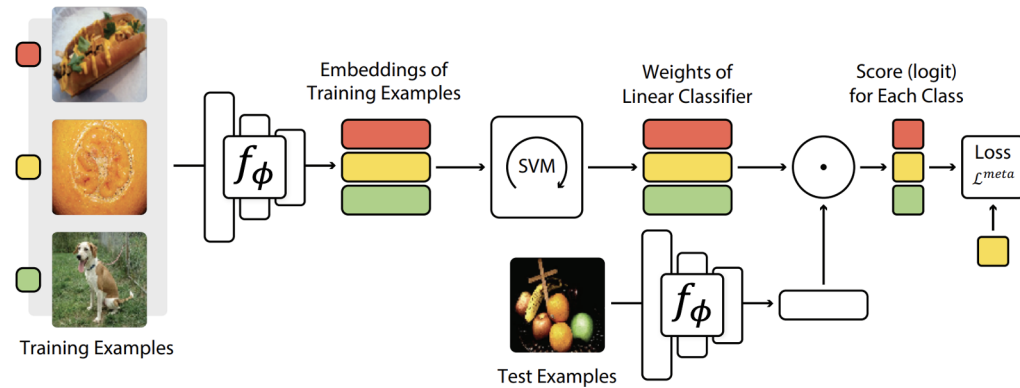 Training Examples
f_ϕ
Embeddings of
Training Examples
SVM
Weights of
Linear Classifier
Score (logit)
for Each Class
Loss
ℒ^{meta}
Test Examples
f_ϕ